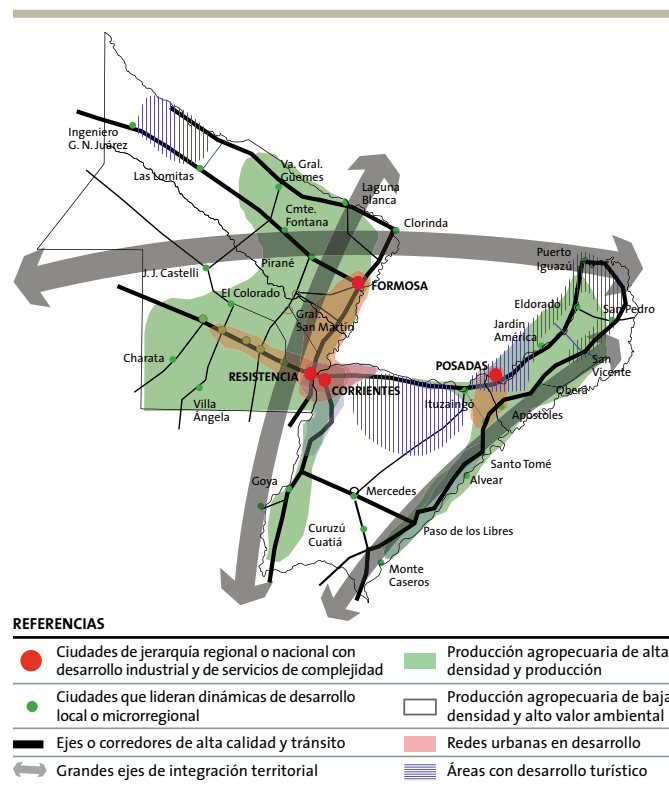 Ingeniero
G. N. Juárez
Las Lomitas
Va. Gral.
Güemes
Laguna
Blanca
Cmte.
Fontana
Clorinda
Pirané
J. J. Castelli
FORMOSA
El Colorado
Gral.
San Martín
Puerto
Iguazú
Eldorado
San Pedro
Jardín
América
Charata
RESISTENCIA
CORRIENTES
POSADAS
San
Vicente
Oberá
Villa
Ángela
Ituzaingó
Apóstoles
Santo Tomé
Goya
Mercedes
Alvear
Curuzú
Cuatiá
Paso de los Libres
Monte
Caseros
REFERENCIAS
Ciudades de jerarquía regional o nacional con
desarrollo industrial y de servicios de complejidad
Ciudades que lideran dinámicas de desarrollo
local o microrregional
Ejes o corredores de alta calidad y tránsito
Grandes ejes de integración territorial
Producción agropecuaria de alta
densidad y producción
Producción agropecuaria de baja
densidad y alto valor ambiental
Redes urbanas en desarrollo
Áreas con desarrollo turístico